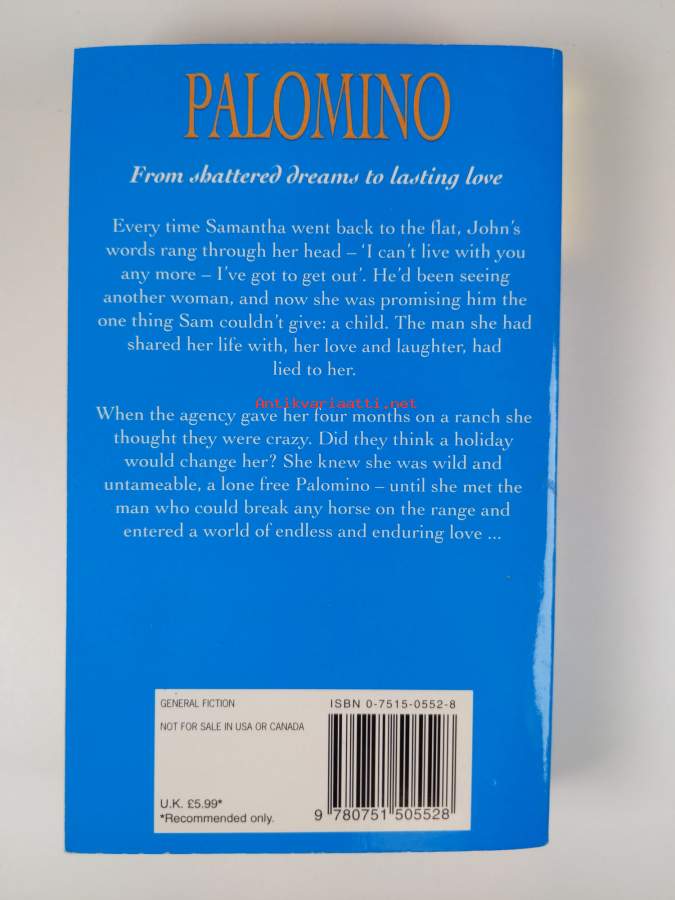 PALOMINO
From shattered dreams to lasting love
Every time Samantha went back to the flat, John's
words rang through her head – 'I can't live with you
any more – I've got to get out'. He'd been seeing
another woman, and now she was promising him the
one thing Sam couldn't give: a child. The man she had
shared her life with, her love and laughter, had
lied to her.
Antikvariaatti.net
When the agency gave her four months on a ranch she
thought they were crazy. Did they think a holiday
would change her? She knew she was wild and
untameable, a lone free Palomino – until she met the
man who could break any horse on the range and
entered a world of endless and enduring love ...
GENERAL FICTION
NOT FOR SALE IN USA OR CANADA
U.K. £5.99*
*Recommended only.
ISBN 0-7515-0552-8
9 780751 505528